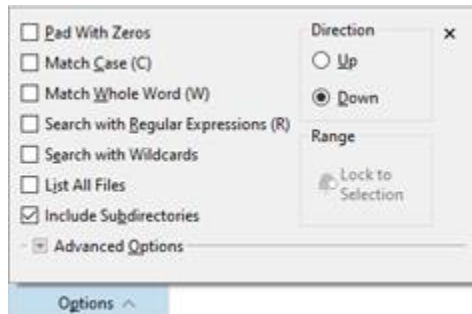 Pad With Zeros
Match Case (C)
Match Whole Word (W)
Search with Regular Expressions (R)
Search with Wildcards
List All Files
Include Subdirectories
Advanced Options
Direction
Up
Down
Range
Lock to
Selection
Options